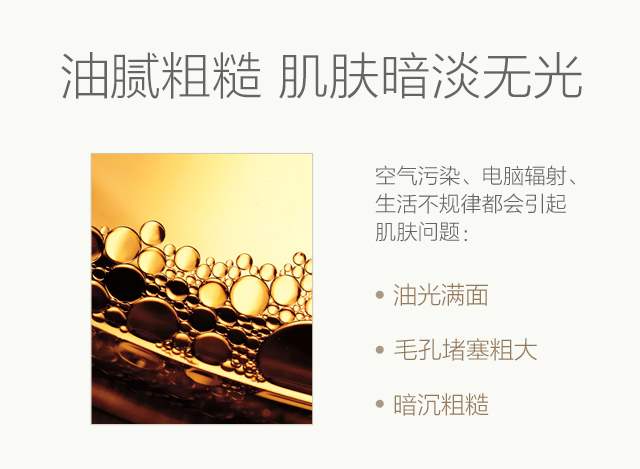 油腻粗糙 肌肤暗淡无光
空气污染、电脑辐射、
生活不规律都会引起
肌肤问题：
• 油光满面
• 毛孔堵塞粗大
• 暗沉粗糙